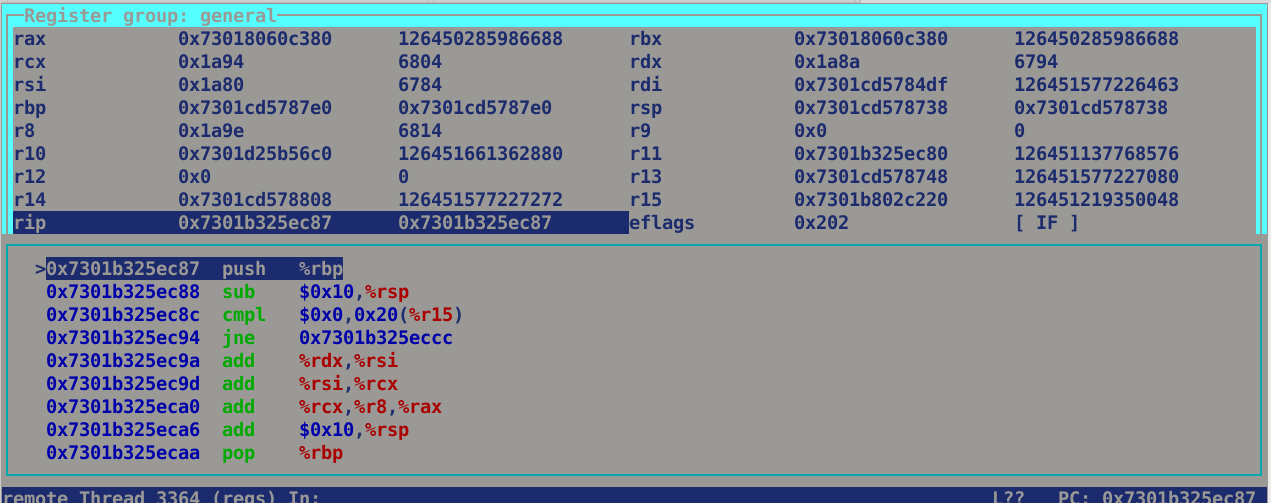 Register group: general
rax 0x73018060c380 126450285986688 rbx 0x73018060c380 126450285986688
rcx 0x1a94 6804 rdx 0x1a8a 6794
rsi 0x1a80 6784 rdi 0x7301cd5784df 126451577226463
rbp 0x7301cd5787e0 0x7301cd5787e0 rsp 0x7301cd578738 0x7301cd578738
r8 0x1a9e 6814 r9 0x0 0
r10 0x7301d25b56c0 126451661362880 r11 0x7301b325ec80 126451137768576
r12 0x0 0 r13 0x7301cd578748 126451577227080
r14 0x7301cd578808 126451577227272 r15 0x7301b802c220 126451219350048
rip 0x7301b325ec87 0x7301b325ec87 eflags 0x202 [ IF ]
>0x7301b325ec87 push %rbp
0x7301b325ec88 sub $0x10,%rsp
0x7301b325ec8c cmpl $0x0,0x20(%r15)
0x7301b325ec94 jne 0x7301b325eccc
0x7301b325ec9a add %rdx,%rsi
0x7301b325ec9d add %rsi,%rcx
0x7301b325eca0 add %rcx,%r8,%rax
0x7301b325eca6 add $0x10,%rsp
0x7301b325ecaa pop %rbp
remote Thread 3364 (regs) In: L?? PC: 0x7301b325ec87